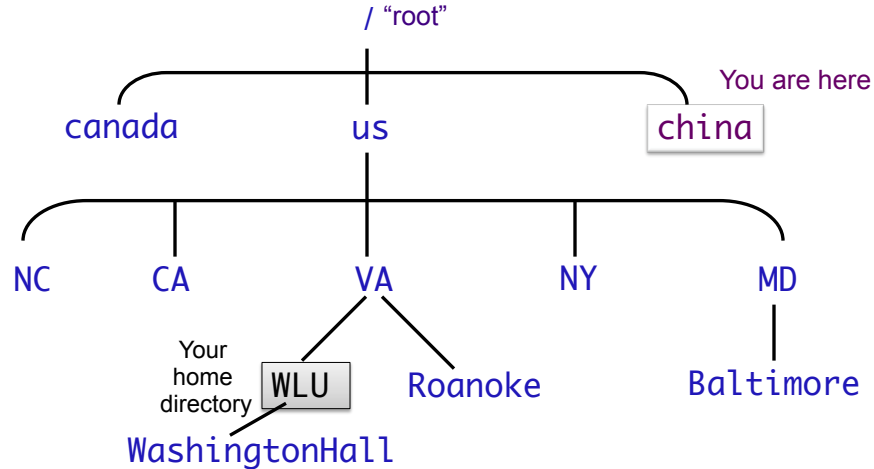 / “root”
You are here
canada
us
china
NC
CA
VA
NY
MD
Your
home
directory
WLU
Roanoke
Baltimore
WashingtonHall